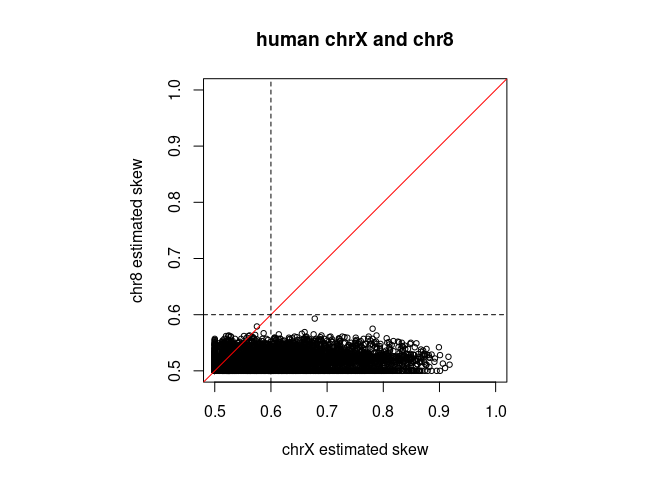 human chrX and chr8
1.0
0.9
0.8
0.7
0.6
0.5
chr8 estimated skew
0.5 0.6 0.7 0.8 0.9 1.0
chrX estimated skew